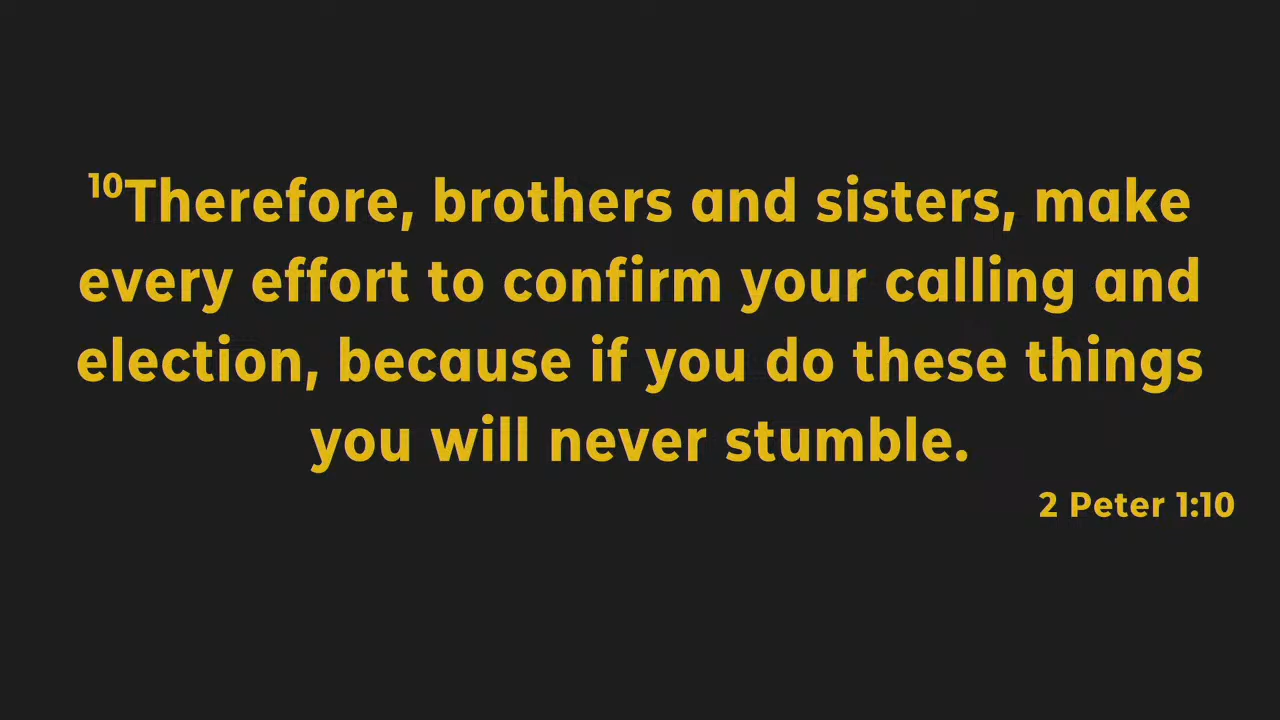 10Therefore, brothers and sisters, make
every effort to confirm your calling and
election, because if you do these things
you will never stumble.
2 Peter 1:10